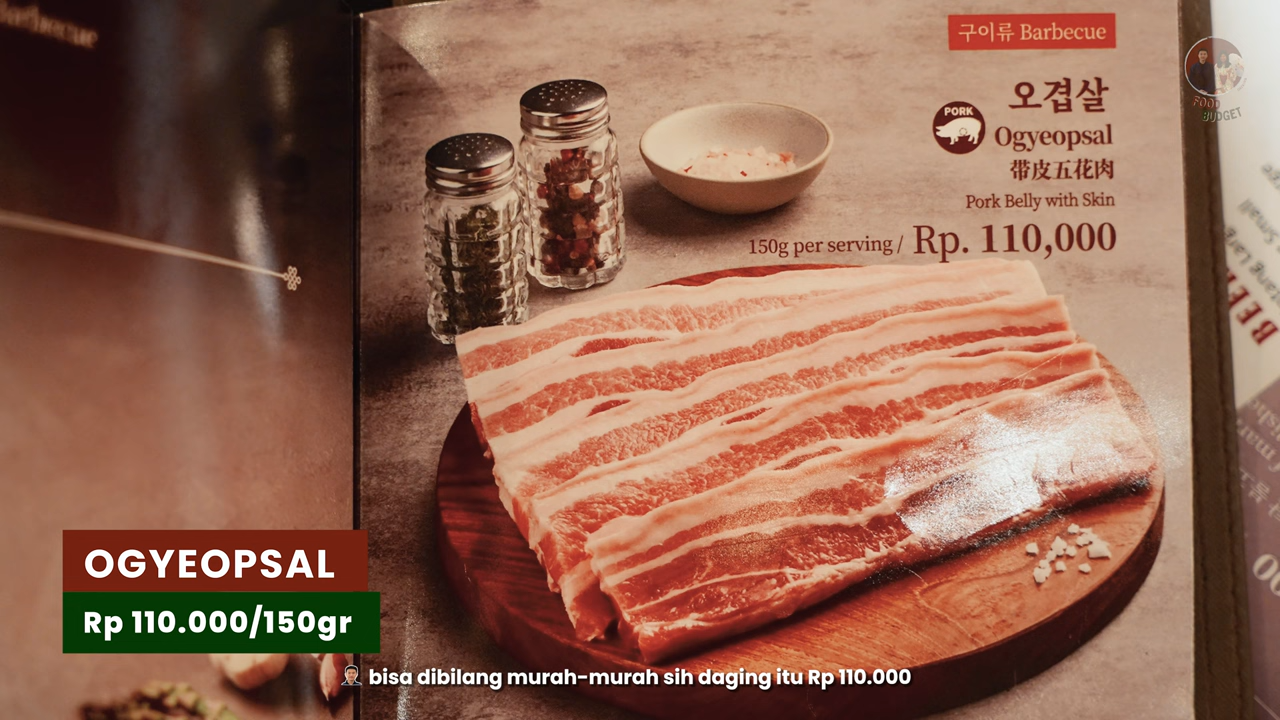 Barbecue
구이류 Barbecue
오겹살
PORK
Ogyeopsal
带皮五花肉
Pork Belly with Skin
150g per serving / Rp. 110,000
FOOD
BUDGET
OGYEOPSAL
Rp 110.000/150gr
bisa dibilang murah-murah sih daging itu Rp 110.000